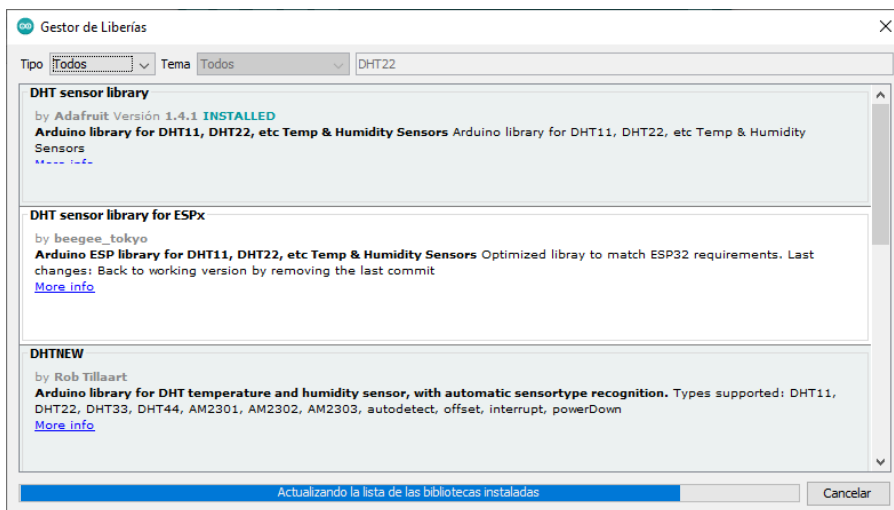 Gestor de Liberías
Tipo Todos Tema Todos DHT22
DHT sensor library
by Adafruit Versión 1.4.1 INSTALLED
Arduino library for DHT11, DHT22, etc Temp & Humidity Sensors Arduino library for DHT11, DHT22, etc Temp & Humidity
Sensors
More info
DHT sensor library for ESPx
by beegee_tokyo
Arduino ESP library for DHT11, DHT22, etc Temp & Humidity Sensors Optimized libray to match ESP32 requirements. Last
changes: Back to working version by removing the last commit
More info
DHTNEW
by Rob Tillaart
Arduino library for DHT temperature and humidity sensor, with automatic sensortype recognition. Types supported: DHT11,
DHT22, DHT33, DHT44, AM2301, AM2302, AM2303, autodetect, offset, interrupt, powerDown
More info
Actualizando la lista de las bibliotecas instaladas
Cancelar